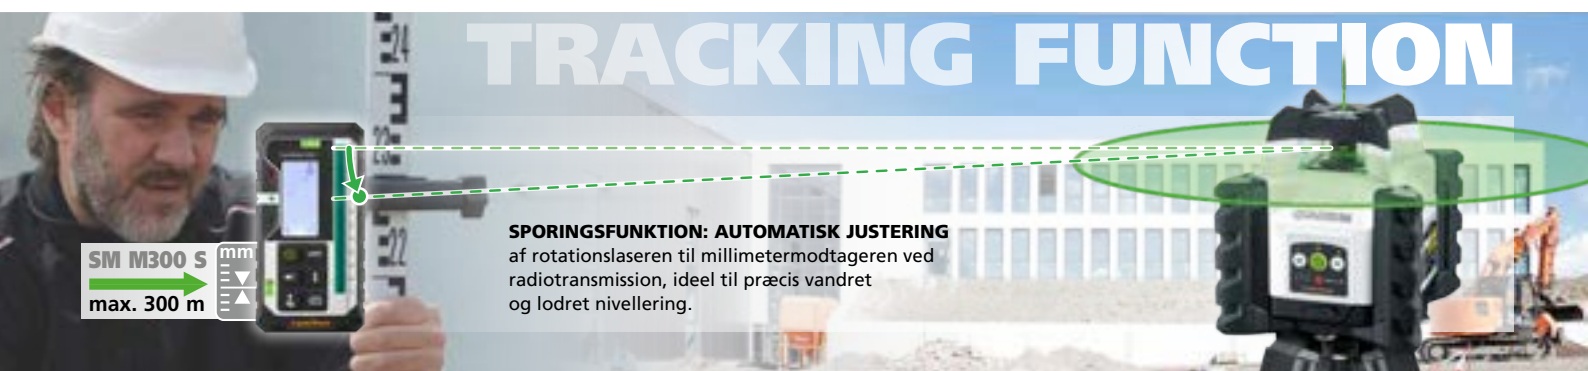 TRACKING FUNCTION
24
23
22
SPORINGSFUNKTION: AUTOMATISK JUSTERING
af rotationslaseren til millimetermodtageren ved
radiotransmission, ideel til præcis vandret
og lodret nivellering.
SM M300 S
mm
max. 300 m